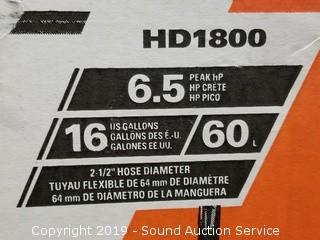 HD1800
6.5 PEAK HP
HP CRETE
HP PICO
16 US GALLONS
GALLONS DES É.-U.
GALONES EE UU.
60 L
2-1/2" HOSE DIAMETER
TUYAU FLEXIBLE DE 64 mm DE DIAMÈTRE
64 mm DE DIÁMETRO DE LA MANGUERA
Copyright 2019 - Sound Auction Service